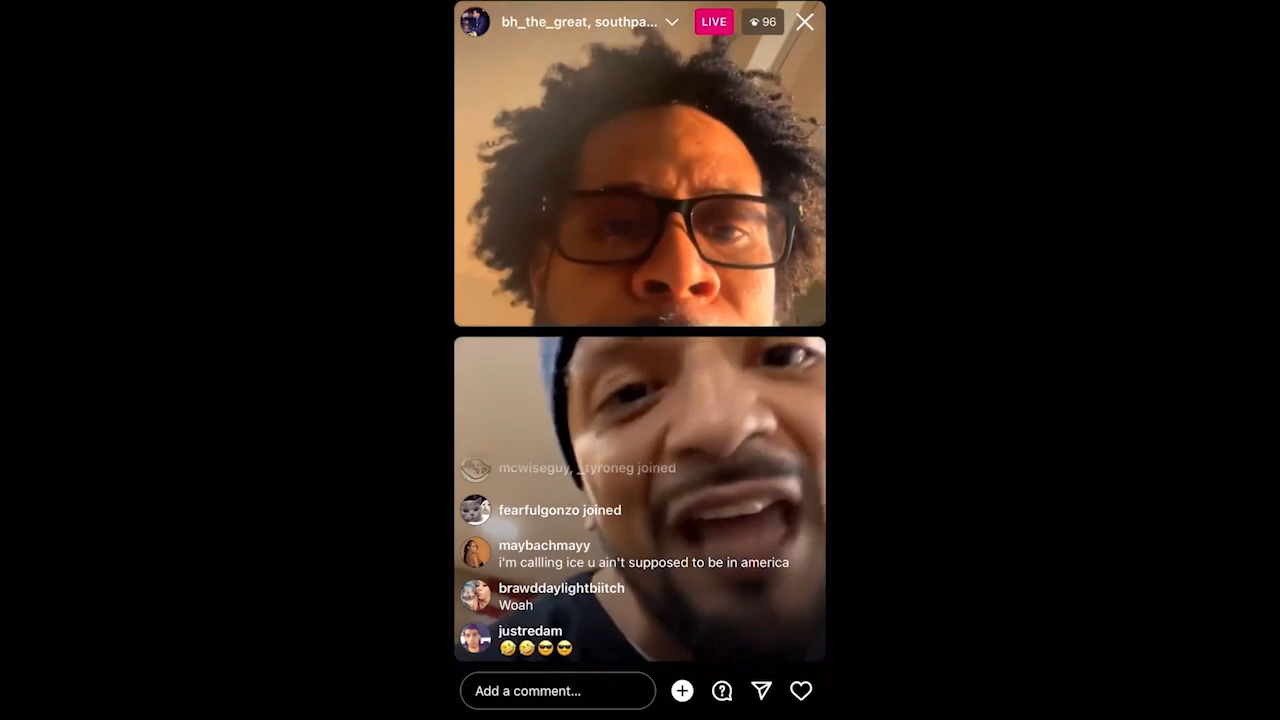 bh_the_great, southpa...
LIVE
96
mcwiseguy, _tyroneg joined
fearfulgonzo joined
maybachmayy
i'm callling ice u ain't supposed to be in america
brawddaylightbiitch
Woah
justredam
🤣🤣😎😎
Add a comment...